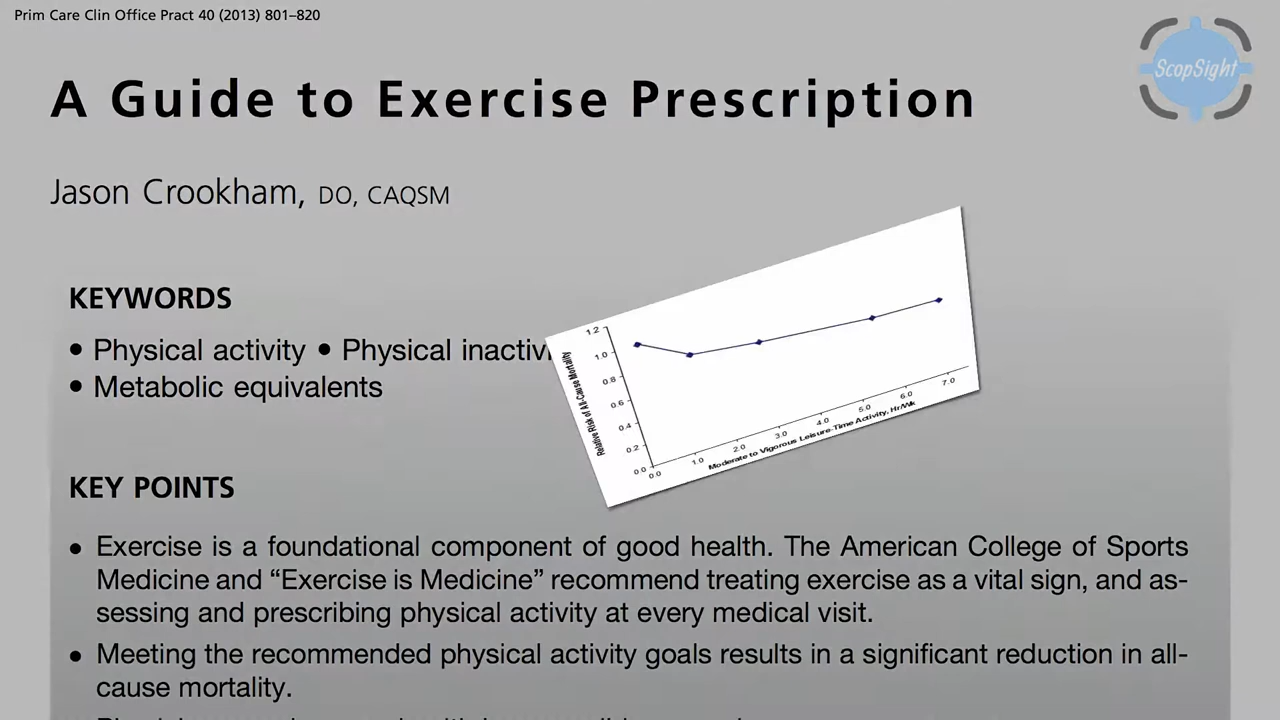 Prim Care Clin Office Pract 40 (2013) 801–820
ScopSight
A Guide to Exercise Prescription
Jason Crookham, DO, CAQSM
KEYWORDS
• Physical activity • Physical inactivi
• Metabolic equivalents
Relative Risk of All-Cause Mortality
1.2
1.0
0.8
0.6
0.4
0.2
0.0
0.0 1.0 2.0 3.0 4.0 5.0 6.0 7.0
Moderate to Vigorous Leisure-Time Activity, Hr/Wk
KEY POINTS
• Exercise is a foundational component of good health. The American College of Sports
Medicine and “Exercise is Medicine” recommend treating exercise as a vital sign, and as-
sessing and prescribing physical activity at every medical visit.
• Meeting the recommended physical activity goals results in a significant reduction in all-
cause mortality.